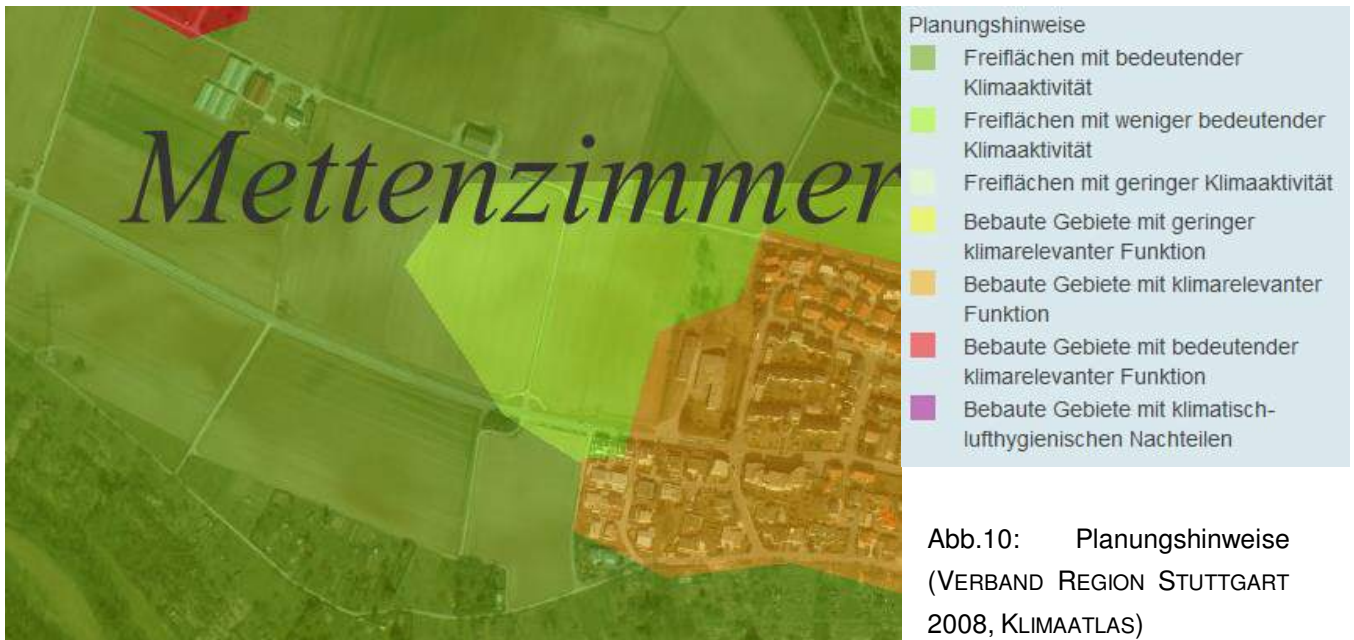 Mettenzimmer
Planungshinweise
Freiflächen mit bedeutender
Klimaaktivität
Freiflächen mit weniger bedeutender
Klimaaktivität
Freiflächen mit geringer Klimaaktivität
Bebaute Gebiete mit geringer
klimarelevanter Funktion
Bebaute Gebiete mit klimarelevanter
Funktion
Bebaute Gebiete mit bedeutender
klimarelevanter Funktion
Bebaute Gebiete mit klimatisch-
lufthygienischen Nachteilen
Abb.10: Planungshinweise
(VERBAND REGION STUTTGART
2008, KLIMAATLAS)